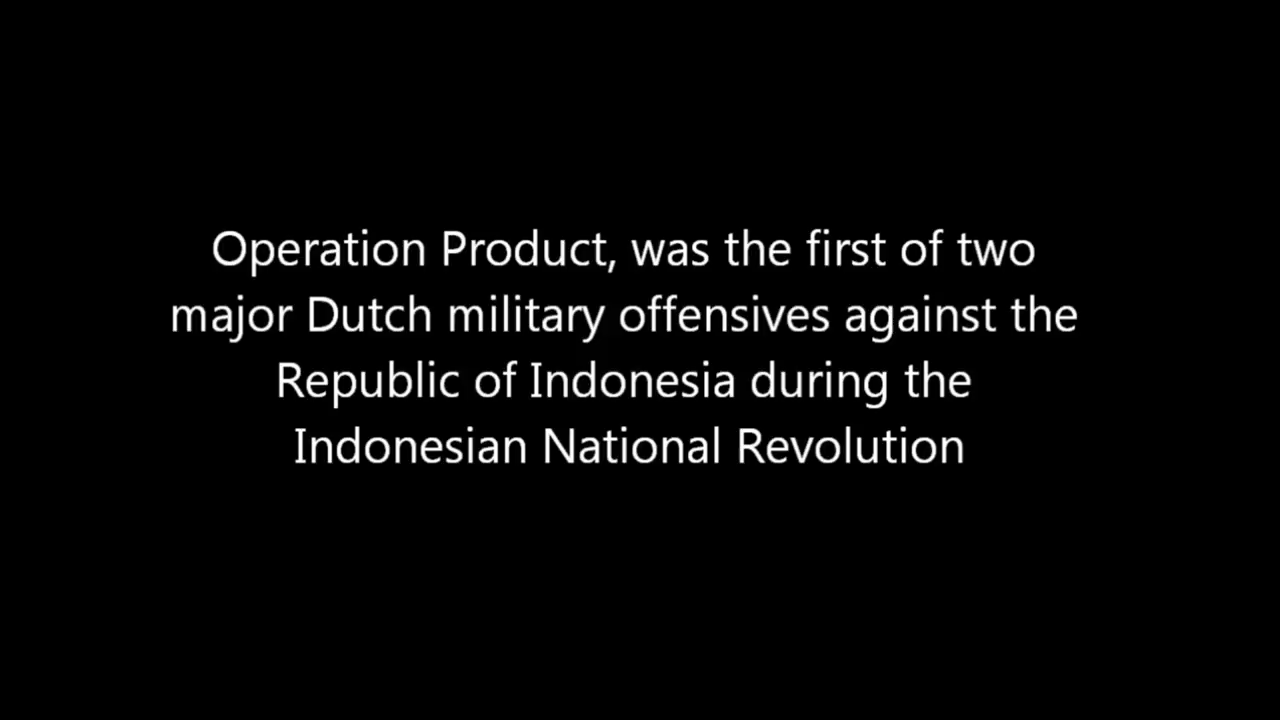 Operation Product, was the first of two
major Dutch military offensives against the
Republic of Indonesia during the
Indonesian National Revolution